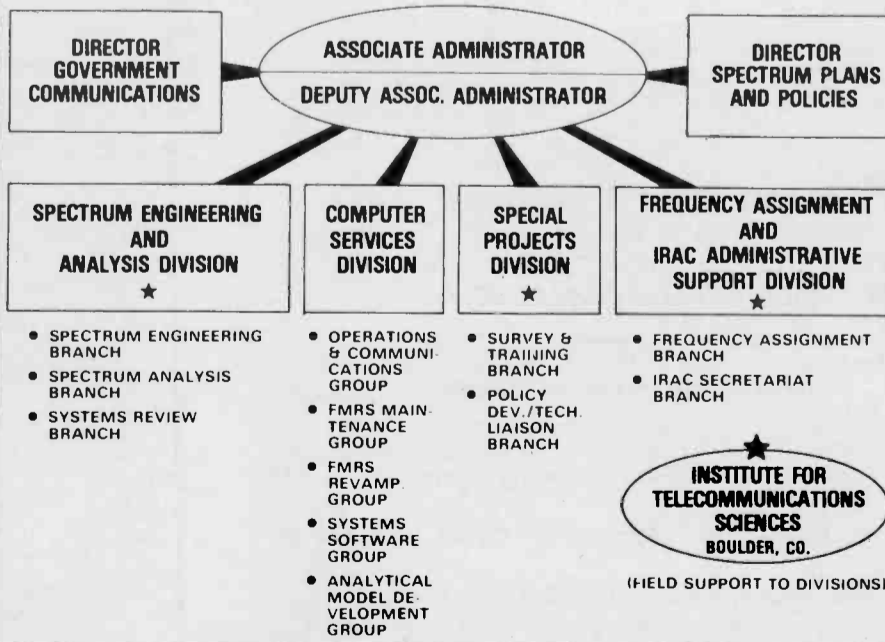 DIRECTOR
GOVERNMENT
COMMUNICATIONS
ASSOCIATE ADMINISTRATOR
DEPUTY ASSOC. ADMINISTRATOR
DIRECTOR
SPECTRUM PLANS
AND POLICIES
SPECTRUM ENGINEERING
AND
ANALYSIS DIVISION
★
COMPUTER
SERVICES
DIVISION
SPECIAL
PROJECTS
DIVISION
★
FREQUENCY ASSIGNMENT
AND
IRAC ADMINISTRATIVE
SUPPORT DIVISION
★
● SPECTRUM ENGINEERING
BRANCH
● SPECTRUM ANALYSIS
BRANCH
● SYSTEMS REVIEW
BRANCH
● OPERATIONS
& COMMUNI-
CATIONS
GROUP
● FMRS MAIN-
TENANCE
GROUP
● FMRS
REVAMP.
GROUP
● SYSTEMS
SOFTWARE
GROUP
● ANALYTICAL
MODEL DE-
VELOPMENT
GROUP
● SURVEY &
TRAINING
BRANCH
● POLICY
DEV./TECH.
LIAISON
BRANCH
● FREQUENCY ASSIGNMENT
BRANCH
● IRAC SECRETARIAT
BRANCH
★
INSTITUTE FOR
TELECOMMUNICATIONS
SCIENCES
BOULDER, CO.
(FIELD SUPPORT TO DIVISIONS)